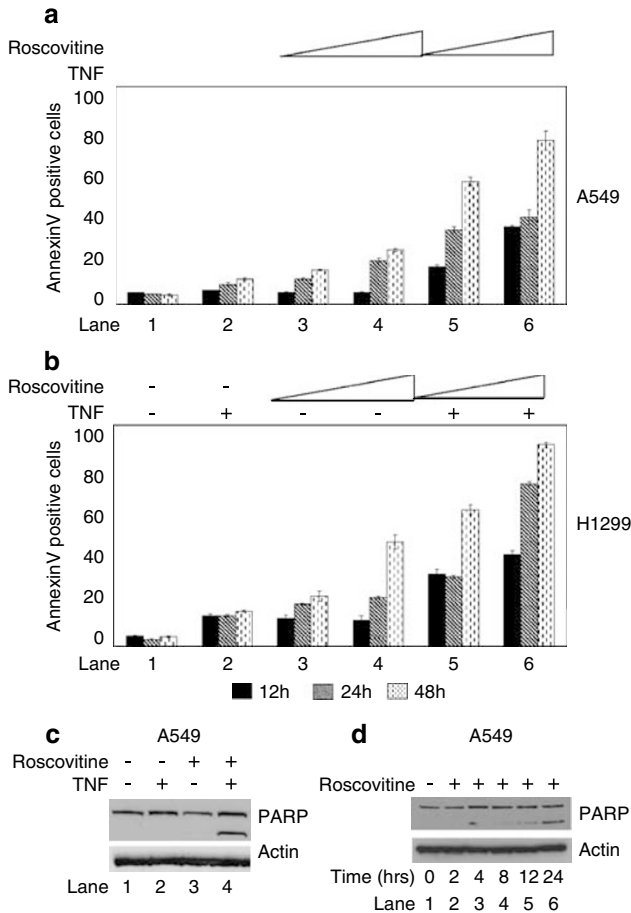 a
Roscovitine
TNF
AnnexinV positive cells
100
80
60
40
20
0
A549
Lane 1 2 3 4 5 6
b
Roscovitine - -
TNF - + - - + +
AnnexinV positive cells
100
80
60
40
20
0
H1299
Lane 1 2 3 4 5 6
12h 24h 48h
c
A549
Roscovitine - - + +
TNF - + - +
PARP
Actin
Lane 1 2 3 4
d
A549
Roscovitine - + + + + +
PARP
Actin
Time (hrs) 0 2 4 8 12 24
Lane 1 2 3 4 5 6